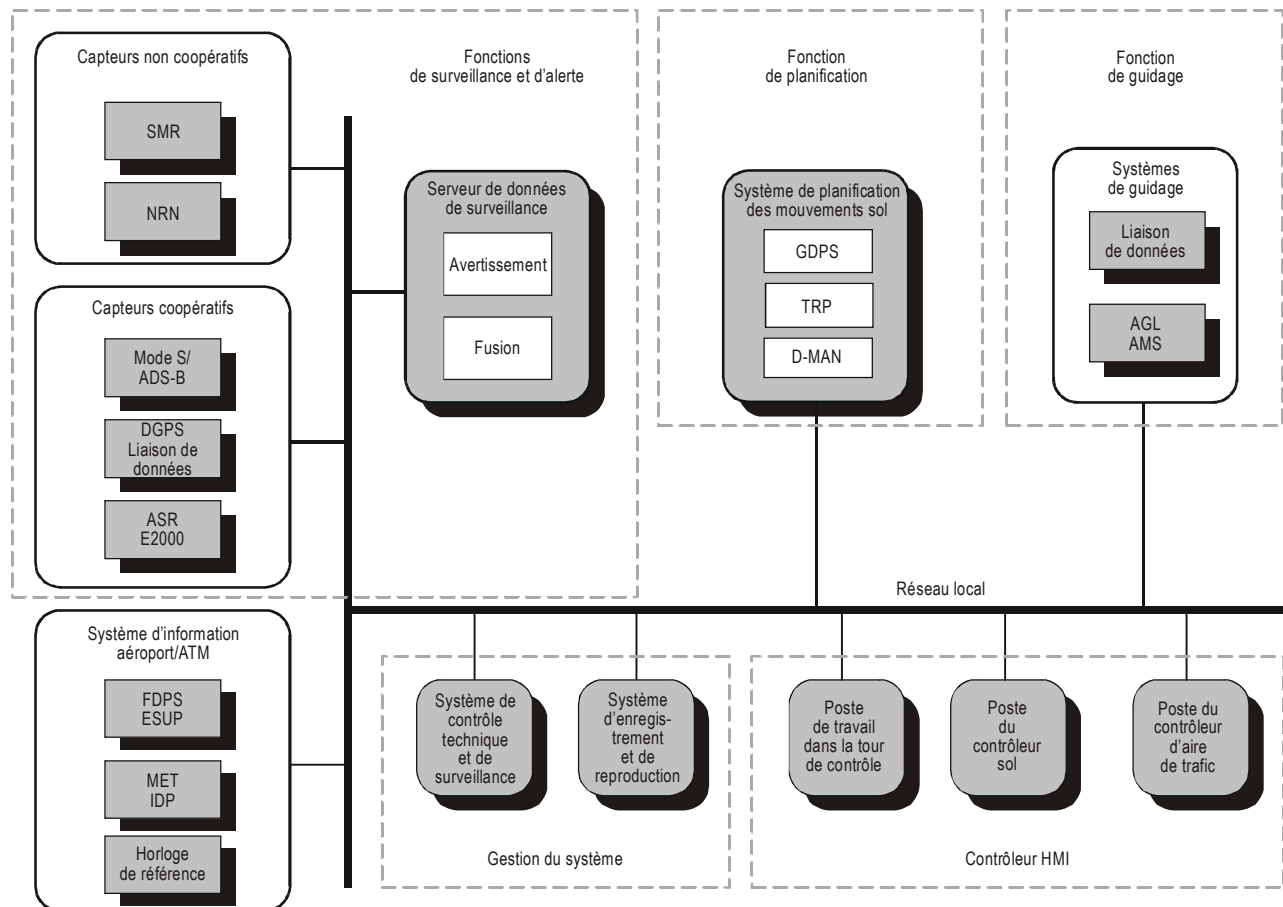 Capteurs non coopératifs
SMR
NRN
Fonctions
de surveillance et d'alerte
Serveur de données
de surveillance
Avertissement
Fusion
Capteurs coopératifs
Mode S/
ADS-B
DGPS
Liaison de
données
ASR
E2000
Fonction
de planification
Système de planification
des mouvements sol
GDPS
TRP
D-MAN
Fonction
de guidage
Systèmes
de guidage
Liaison
de données
AGL
AMS
Réseau local
Système d'information
aéroport/ATM
FDPS
ESUP
MET
IDP
Horloge
de référence
Système de
contrôle
technique
et de
surveillance
Système
d'enregis-
trement
et de
reproduction
Gestion du système
Poste
de travail
dans la tour
de contrôle
Poste
du
contrôleur
sol
Poste du
contrôleur
d'aire
de trafic
Contrôleur HMI